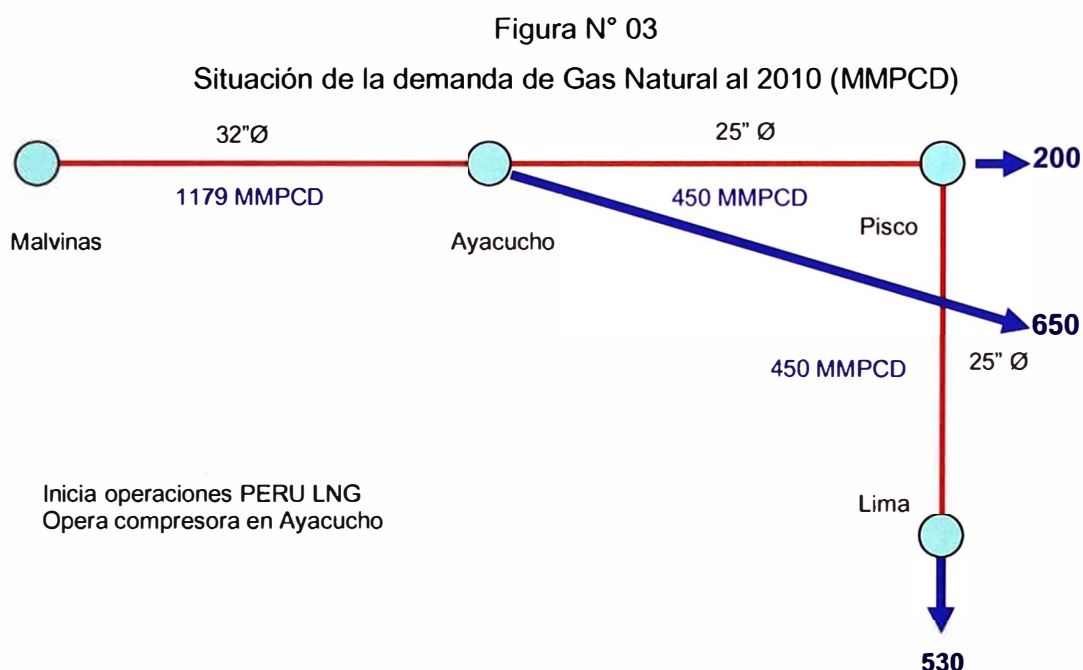 Figura N° 03
Situación de la demanda de Gas Natural al 2010 (MMPCD)
32"Ø
25" Ø
200
1179 MMPCD
450 MMPCD
Malvinas
Ayacucho
Pisco
650
450 MMPCD
25" Ø
Inicia operaciones PERU LNG
Opera compresora en Ayacucho
Lima
530